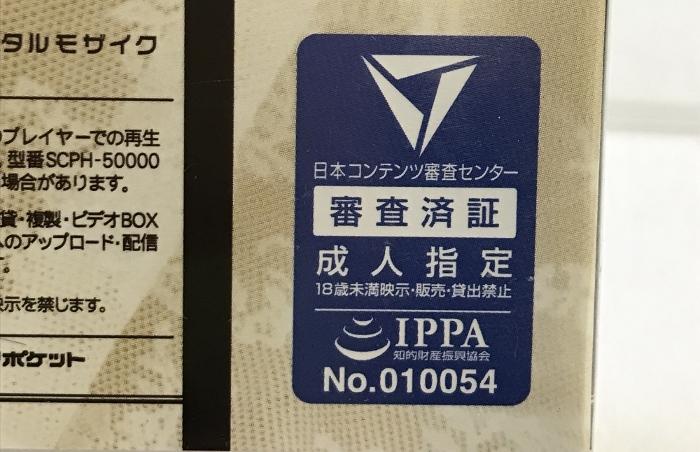 タルモザイク
プレイヤーでの再生
型番SCPH-50000
場合があります。
貸・複製・ビデオBOX
へのアップロード・配信
す。
示を禁じます。
ポケット
日本コンテンツ審査センター
審査済証
成人指定
18歳未満映示・販売・貸出禁止
IPPA
知的財産振興協会
No.010054